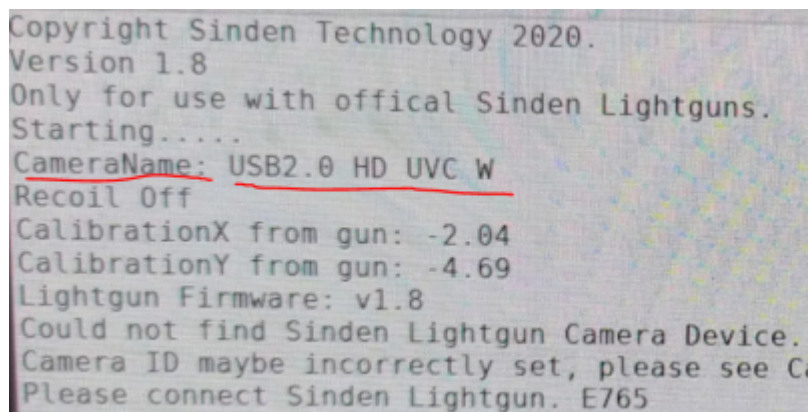 Copyright Sinden Technology 2020.
Version 1.8
Only for use with offical Sinden Lightguns.
Starting.....
CameraName: USB2.0 HD UVC W
Recoil Off
CalibrationX from gun: -2.04
CalibrationY from gun: -4.69
Lightgun Firmware: v1.8
Could not find Sinden Lightgun Camera Device.
Camera ID maybe incorrectly set, please see Ca
Please connect Sinden Lightgun. E765